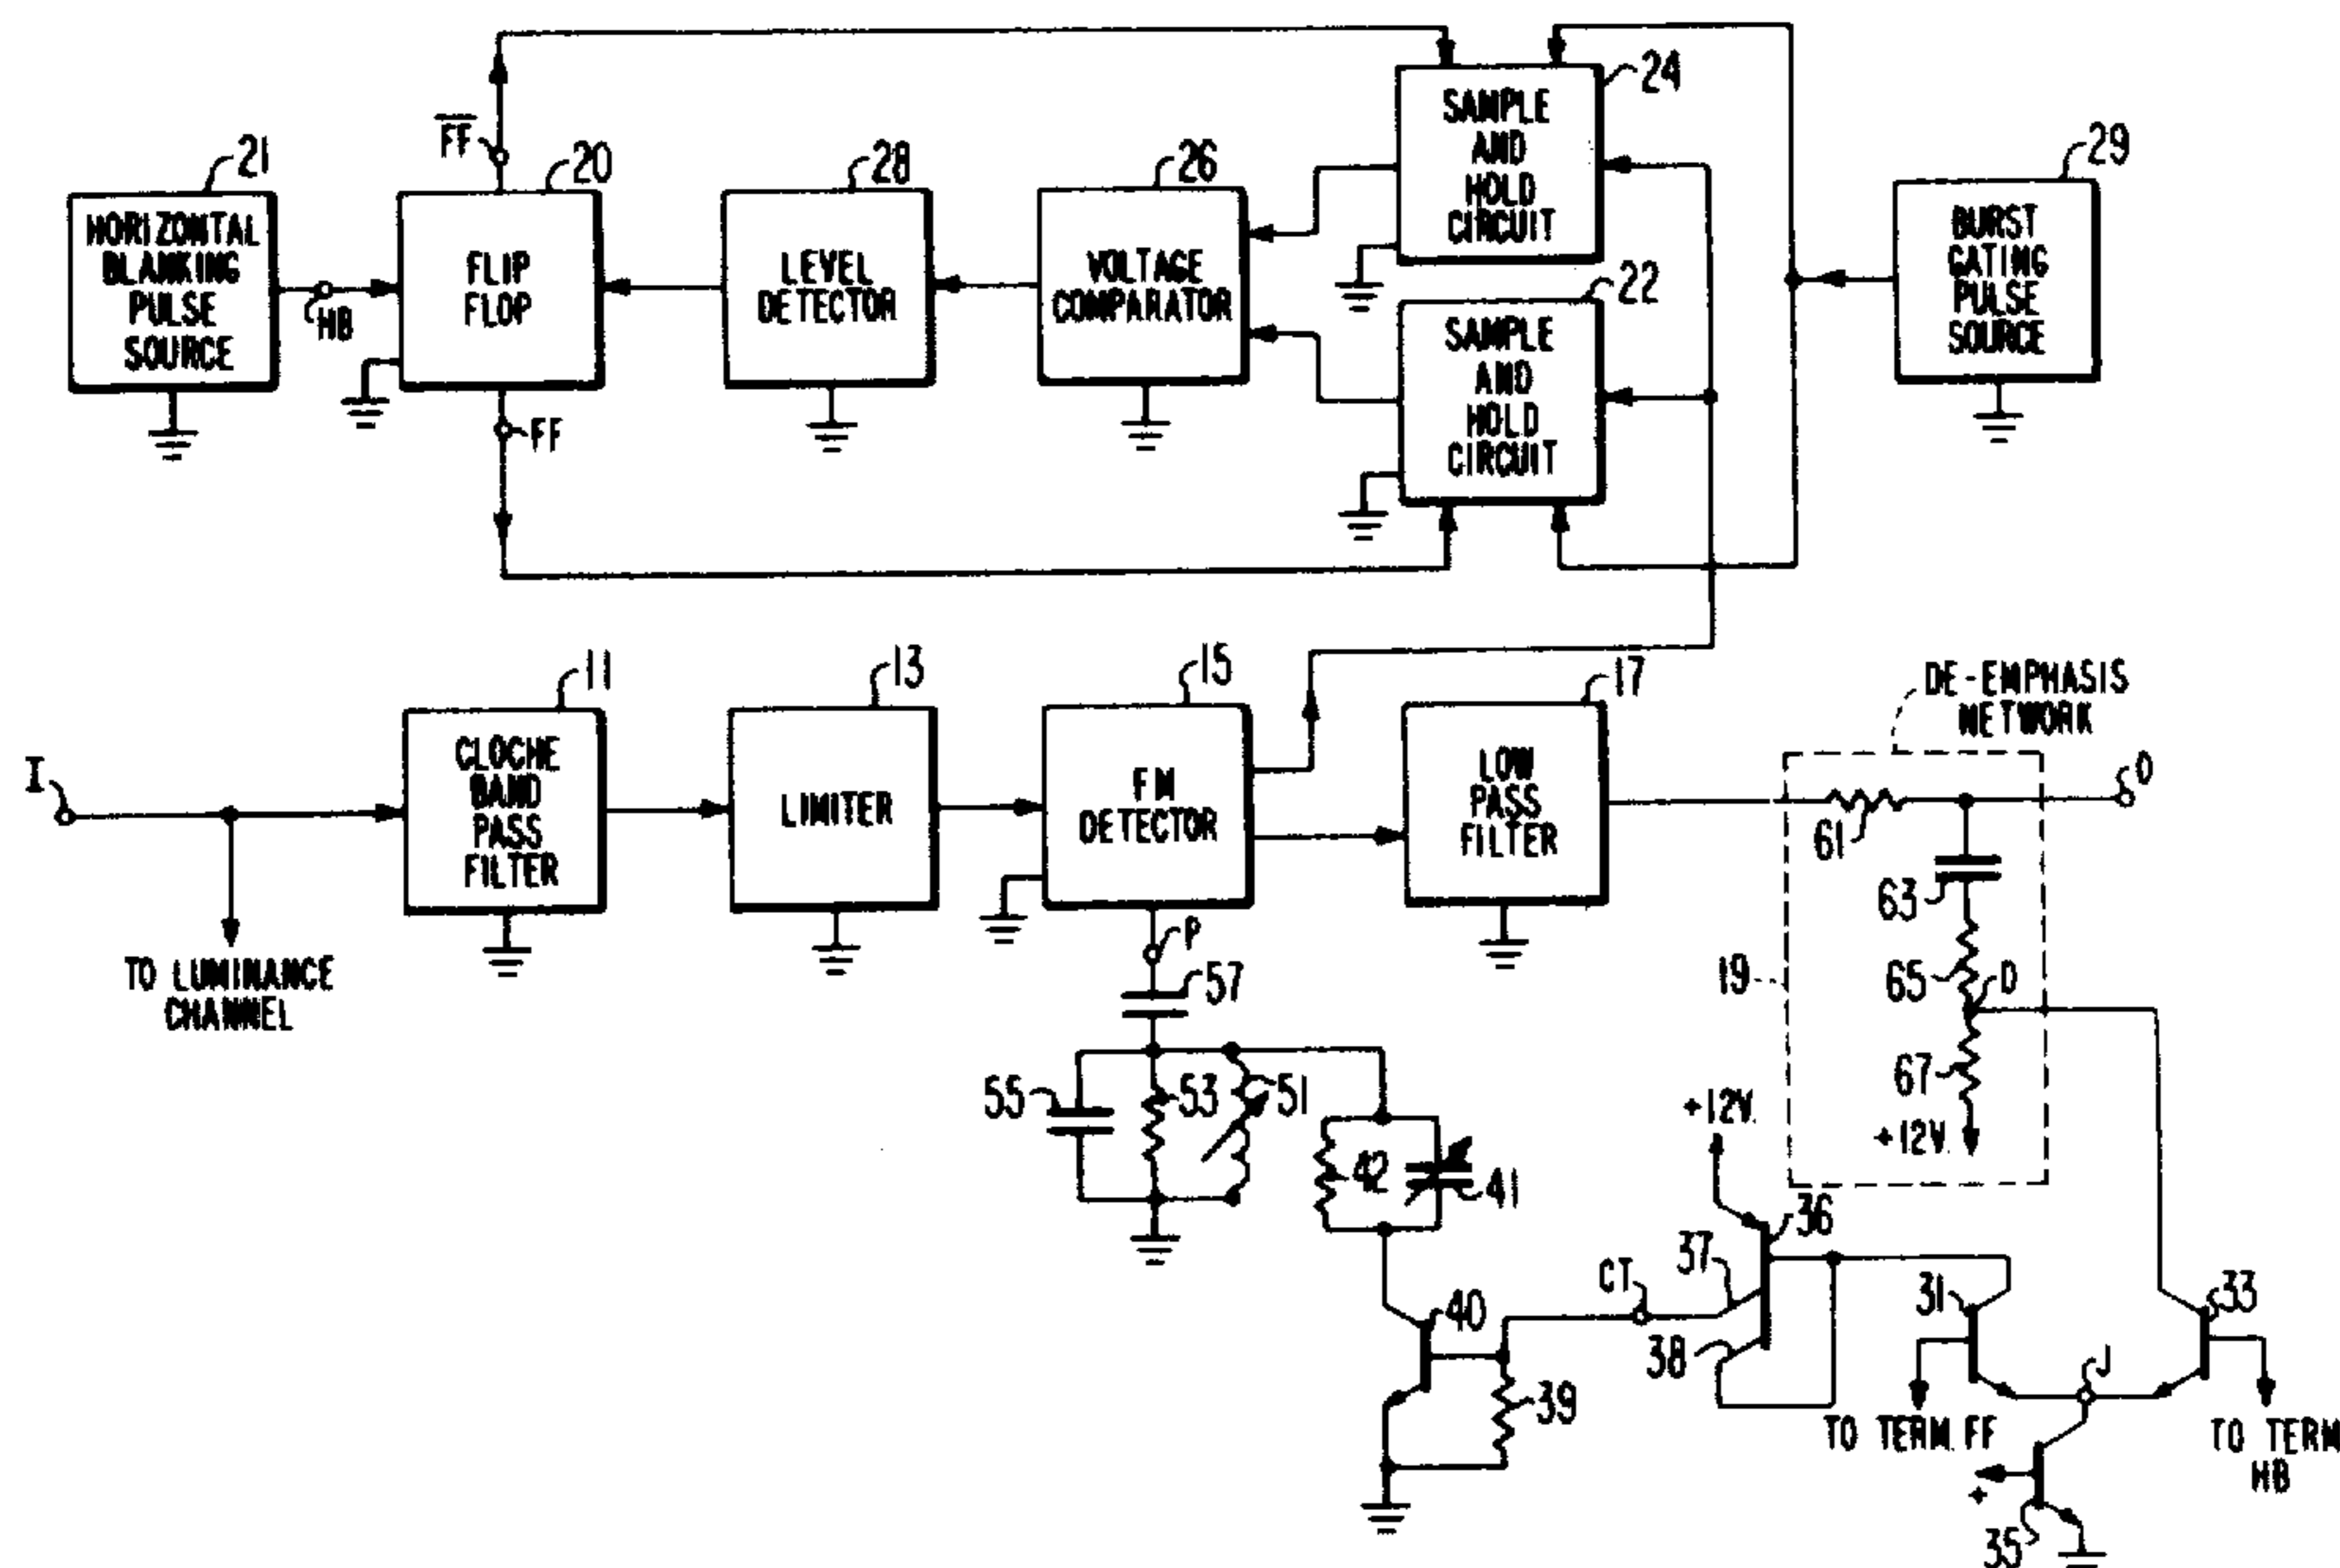 24
SAMPLE
AND
HOLD
CIRCUIT
F̅F̅
21
20
28
26
29
HORIZONTAL
BLANKING
PULSE
SOURCE
HB
FLIP
FLOP
LEVEL
DETECTOR
VOLTAGE
COMPARATOR
BURST
GATING
PULSE
SOURCE
22
SAMPLE
AND
HOLD
CIRCUIT
FF
11
13
15
17
DE-EMPHASIS
NETWORK
I
CLOCHE
BAND
PASS
FILTER
LIMITER
FM
DETECTOR
LOW
PASS
FILTER
O
61
63
TO LUMINANCE
CHANNEL
P
57
19
65
D
55
53
51
67
+12V.
+12V
42
41
36
37
CT
31
33
40
38
J
39
TO TERM. FF
TO TERM
HB
+
35